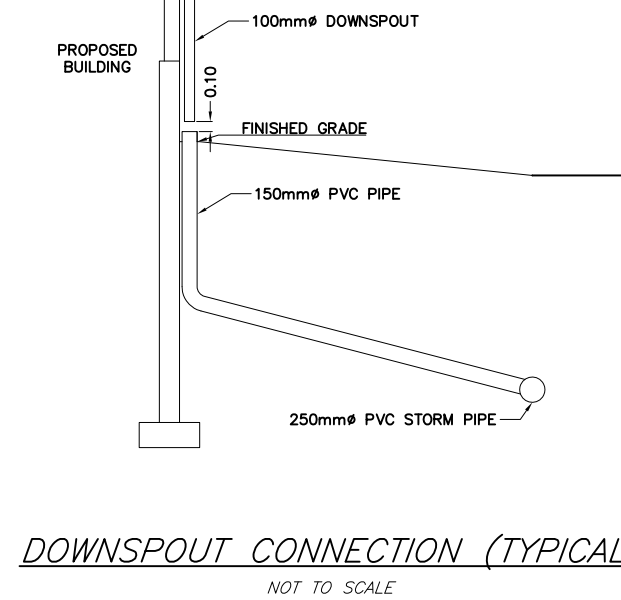 100mmø DOWNSPOUT
PROPOSED
BUILDING
0.10
FINISHED GRADE
150mmø PVC PIPE
250mmø PVC STORM PIPE
DOWNSPOUT CONNECTION (TYPICAL
NOT TO SCALE